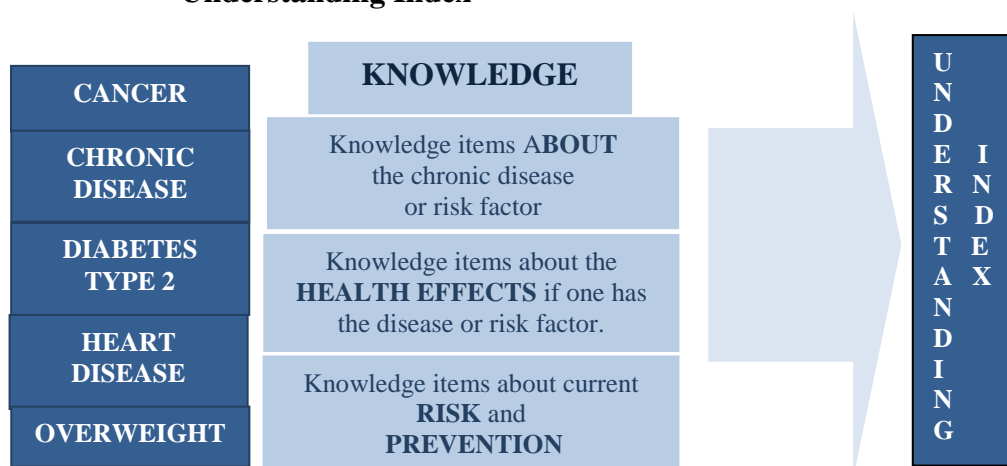 Understanding Index
CANCER
CHRONIC
DISEASE
DIABETES
TYPE 2
HEART
DISEASE
OVERWEIGHT
KNOWLEDGE
Knowledge items ABOUT
the chronic disease
or risk factor
Knowledge items about the
HEALTH EFFECTS if one has
the disease or risk factor.
Knowledge items about current
RISK and
PREVENTION
UNDERSTANDING
INDEX